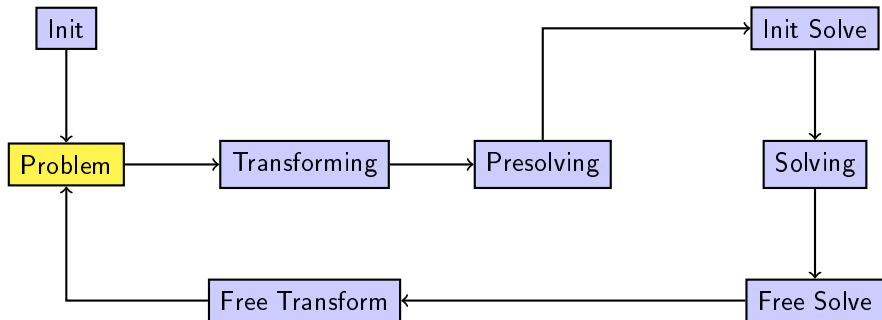 Init
Init Solve
Problem
Transforming
Presolving
Solving
Free Transform
Free Solve